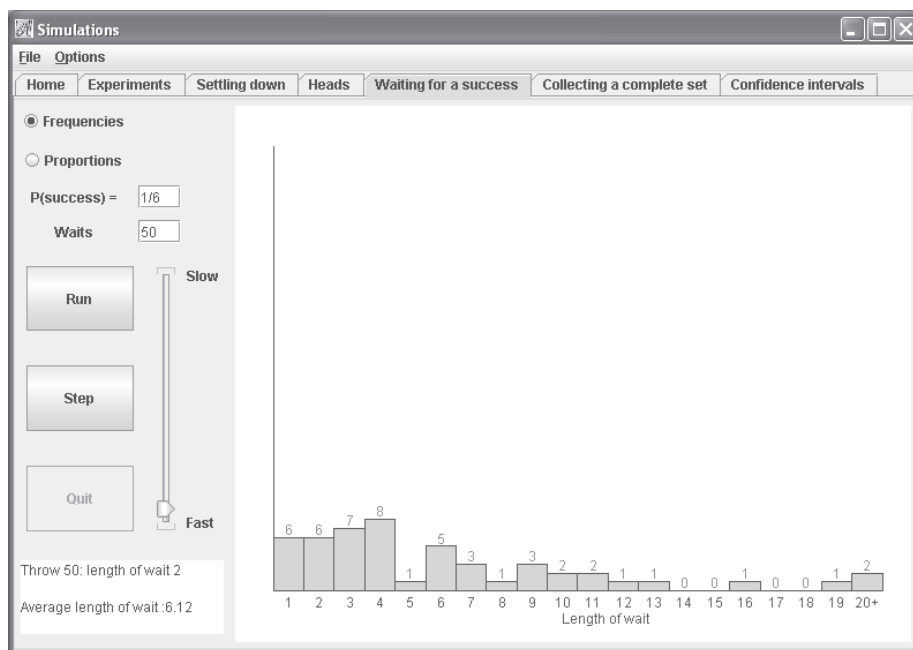 Simulations
File Options
Home Experiments Settling down Heads Waiting for a success Collecting a complete set Confidence intervals
Frequencies
Proportions
P(success) = 1/6
Waits 50
Slow
Run
Step
Quit
Fast
Throw 50: length of wait 2
Average length of wait :6.12
6 6 7 8 1 5 3 1 3 2 2 1 1 0 0 1 0 0 1 2
1 2 3 4 5 6 7 8 9 10 11 12 13 14 15 16 17 18 19 20+
Length of wait